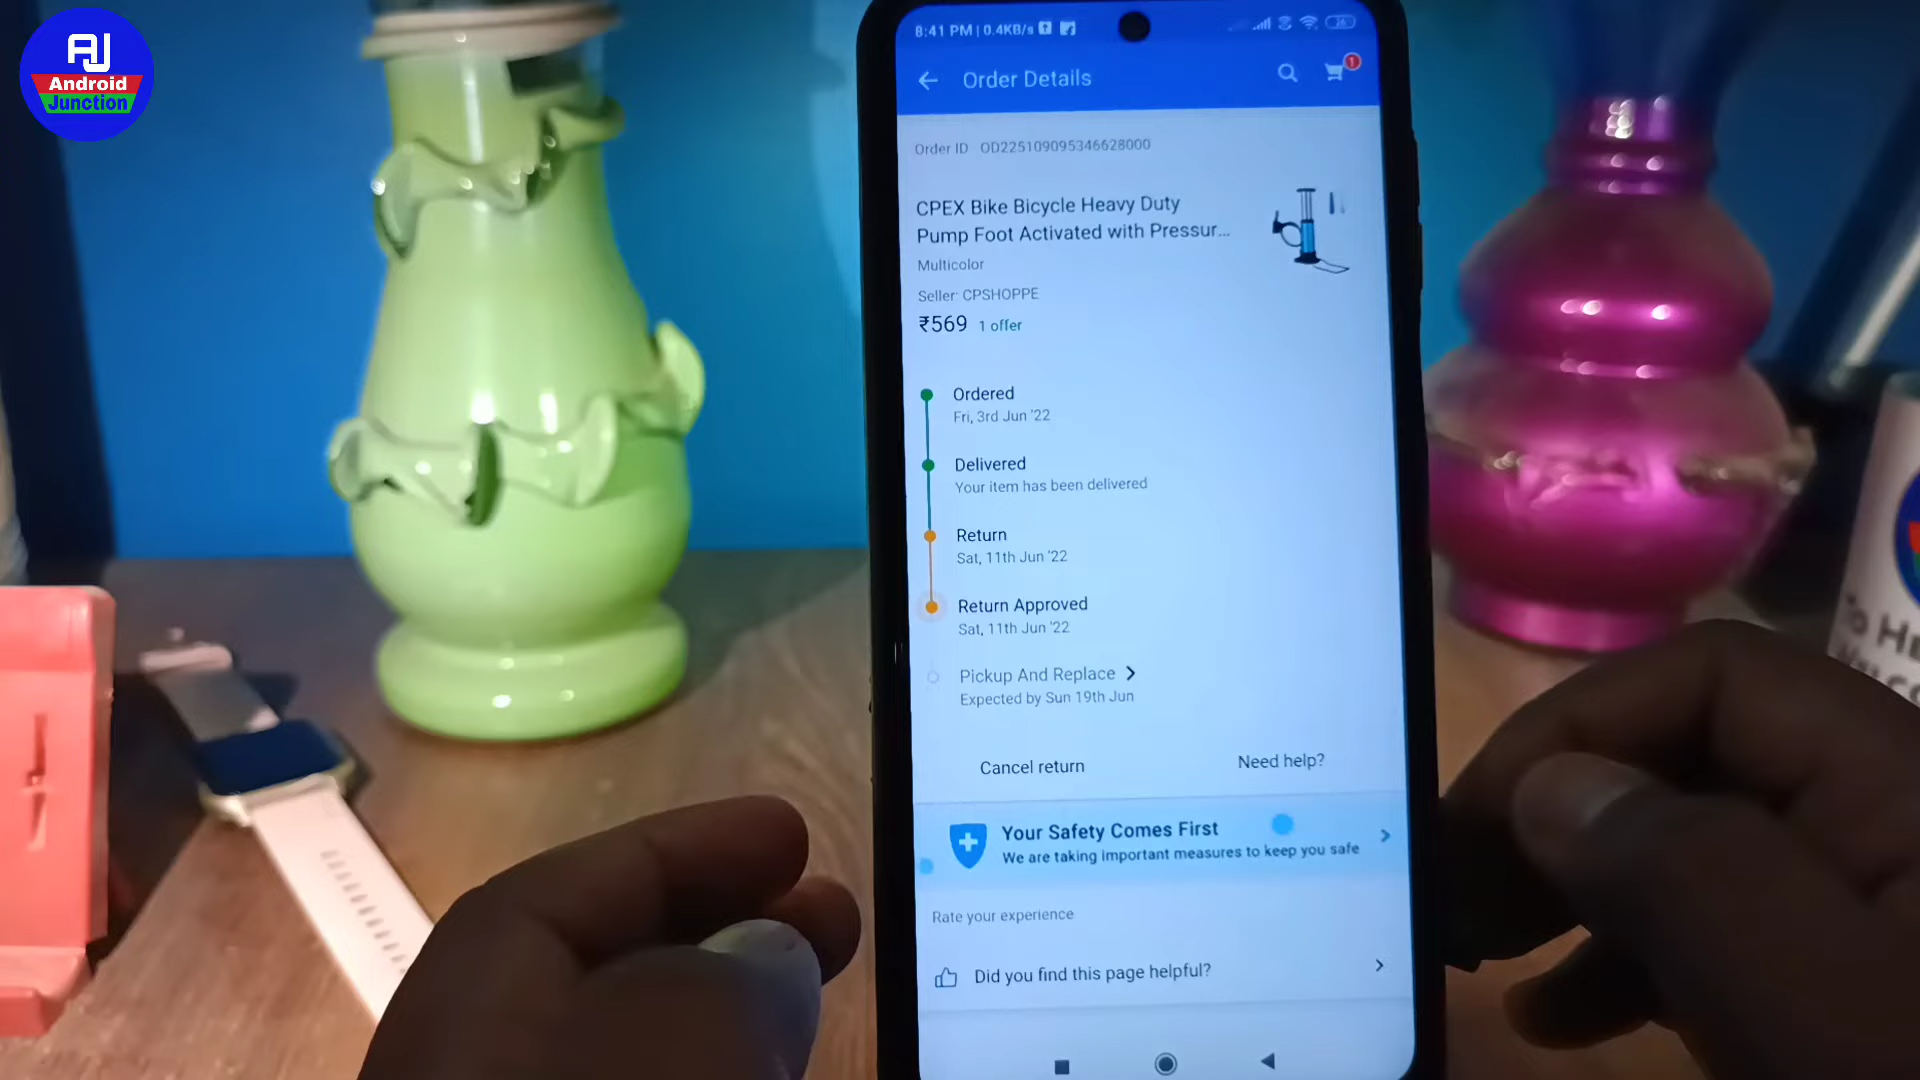 AJ
Android
Junction
8:41 PM | 0.4KB/s
Order Details
1
Order ID OD225109095346628000
CPEX Bike Bicycle Heavy Duty
Pump Foot Activated with Pressur...
Multicolor
Seller: CPSHOPPE
₹569 1 offer
Ordered
Fri, 3rd Jun '22
Delivered
Your item has been delivered
Return
Sat, 11th Jun '22
Return Approved
Sat, 11th Jun '22
Pickup And Replace
Expected by Sun 19th Jun
Cancel return
Need help?
Your Safety Comes First
We are taking important measures to keep you safe
Rate your experience
Did you find this page helpful?